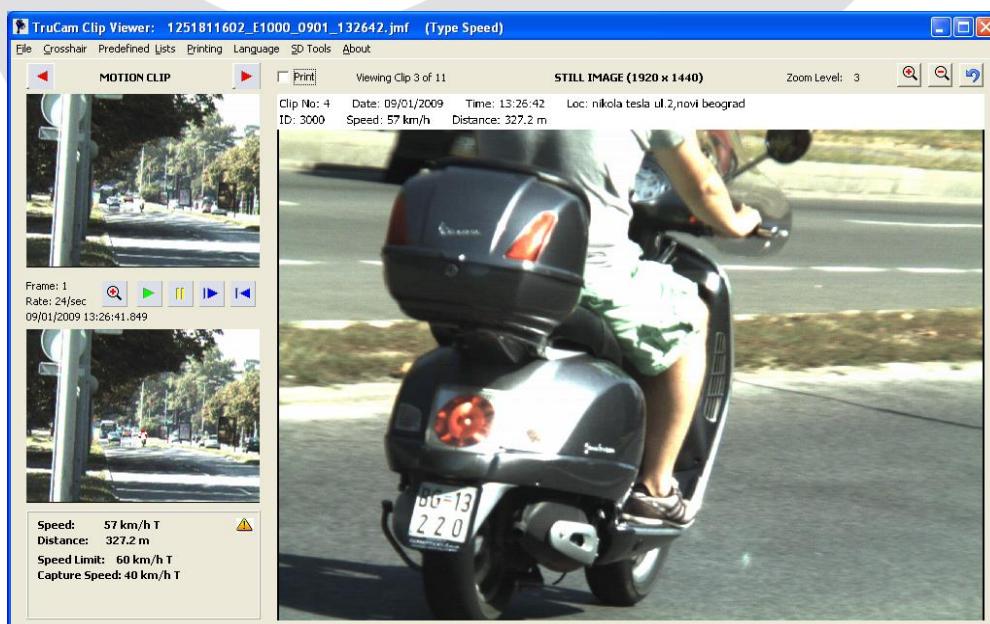 TruCam Clip Viewer: 1251811602_E1000_0901_132642.jmf (Type Speed)
File Crosshair Predefined Lists Printing Language SD Tools About
MOTION CLIP
Print Viewing Clip 3 of 11 STILL IMAGE (1920 x 1440) Zoom Level: 3
Clip No: 4 Date: 09/01/2009 Time: 13:26:42 Loc: nikola tesla ul.2,novi beograd
ID: 3000 Speed: 57 km/h Distance: 327.2 m
Frame: 1
Rate: 24/sec
09/01/2009 13:26:41.849
Speed: 57 km/h T
Distance: 327.2 m
Speed Limit: 60 km/h T
Capture Speed: 40 km/h T
Vespa
BG-13
220